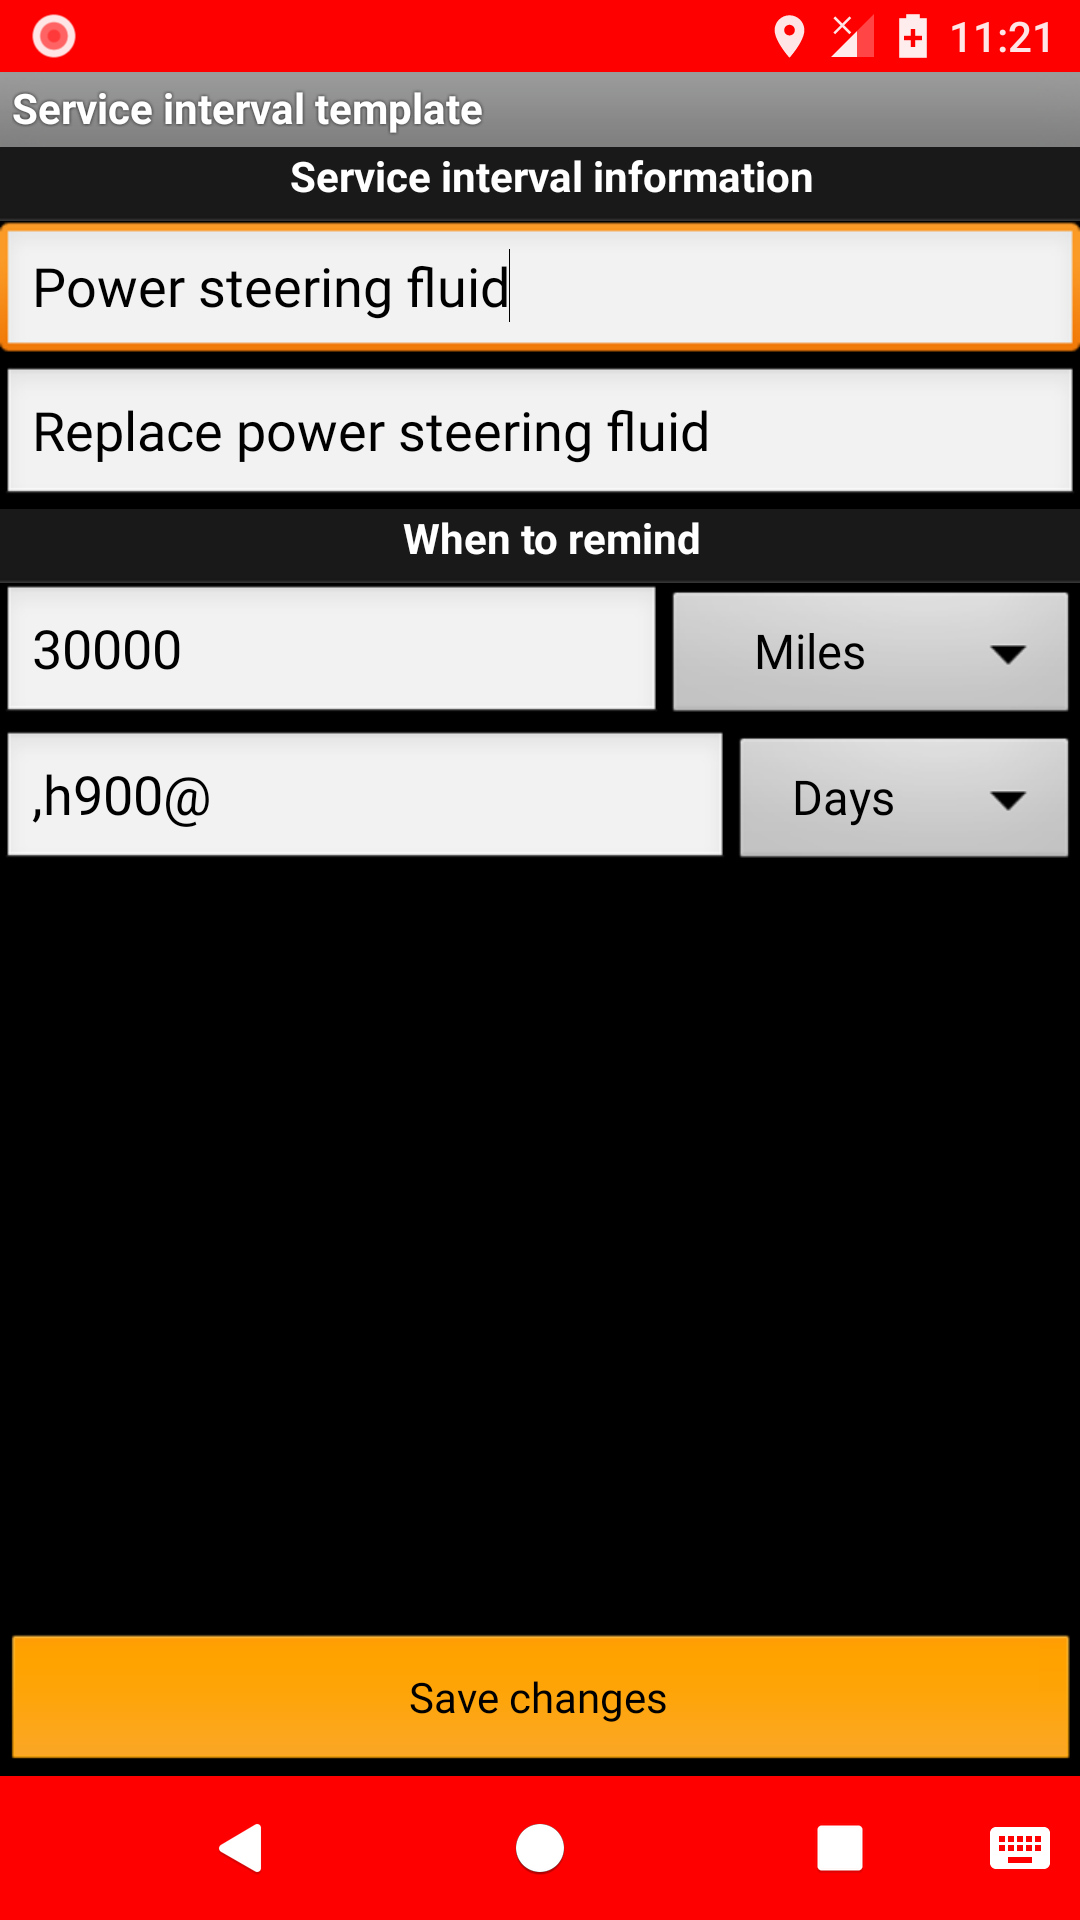 11:21
Service interval template
Service interval information
Power steering fluid
Replace power steering fluid
When to remind
30000
Miles
,h900@
Days
Save changes